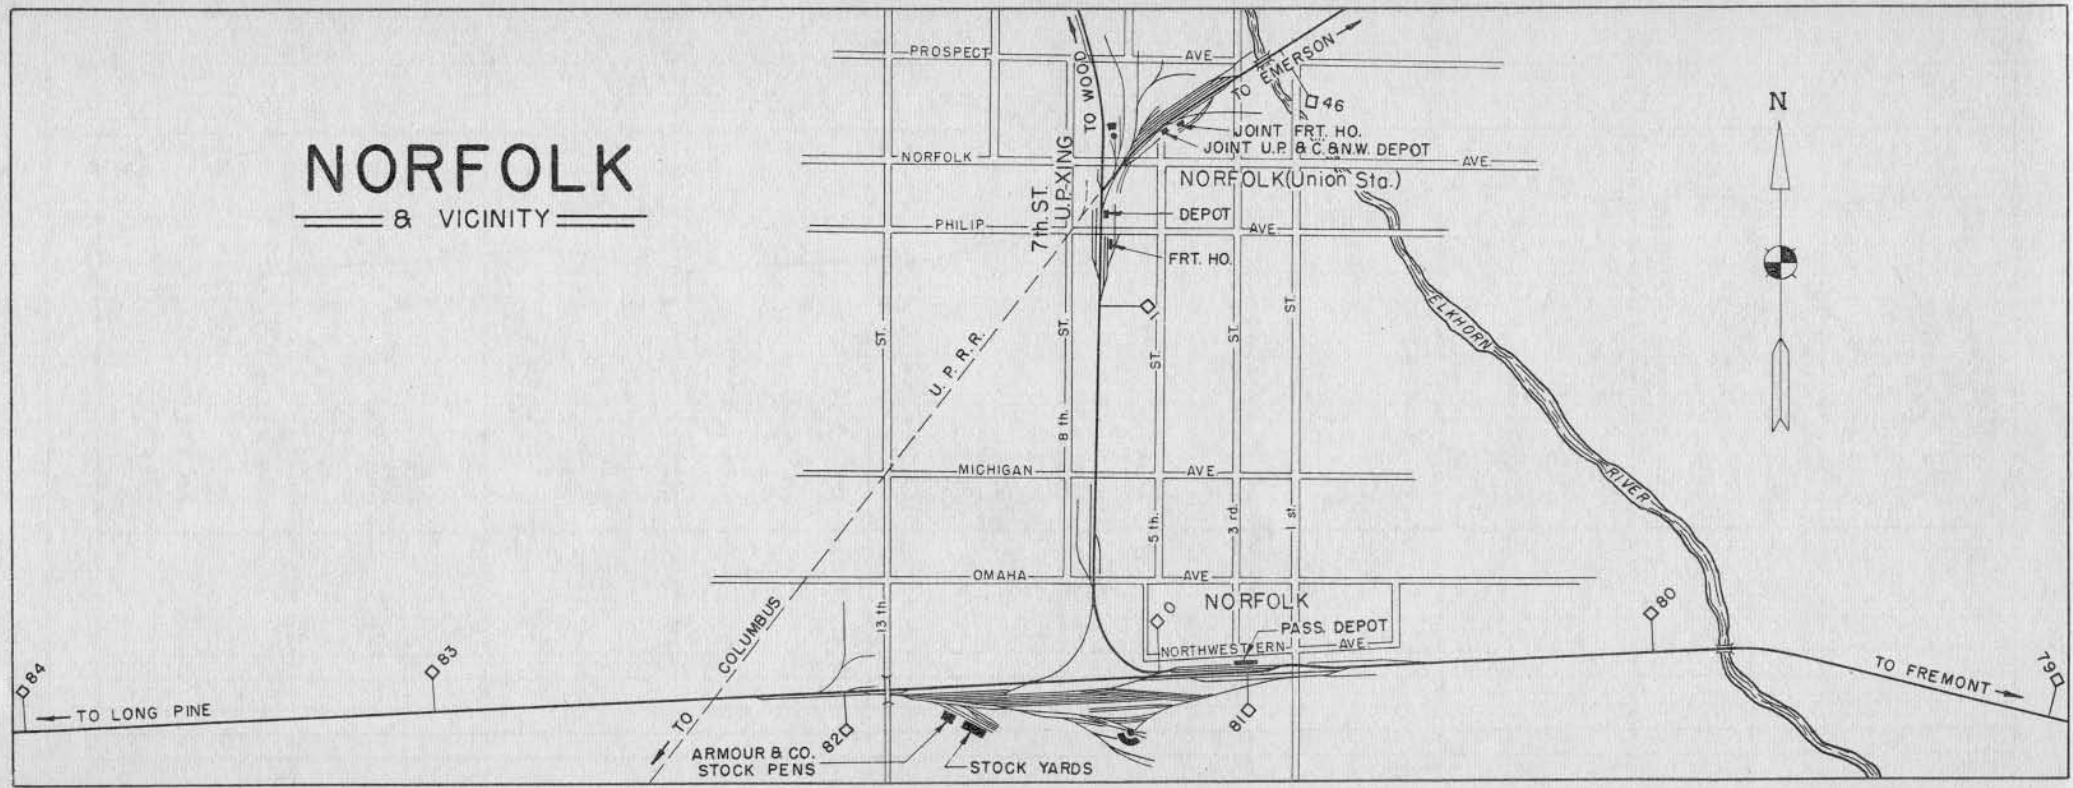 NORFOLK
& VICINITY
PROSPECT AVE
TO WOOD
TO EMERSON
46
N
JOINT FRT. HO.
JOINT U.P. & C.&N.W. DEPOT
NORFOLK AVE.
NORFOLK (Union Sta.)
7th. ST.
U.P. XING
DEPOT
PHILIP AVE.
FRT. HO.
1
ELKHORN RIVER
U. P. R. R.
ST.
ST.
ST.
ST.
ST.
8 th.
MICHIGAN AVE.
5 th.
3 rd.
1 st.
OMAHA AVE.
NORFOLK
13 th.
0
80
PASS. DEPOT
NORTHWESTERN AVE.
TO COLUMBUS
84
83
79
TO FREMONT
TO LONG PINE
82
81
ARMOUR & CO.
STOCK PENS
STOCK YARDS